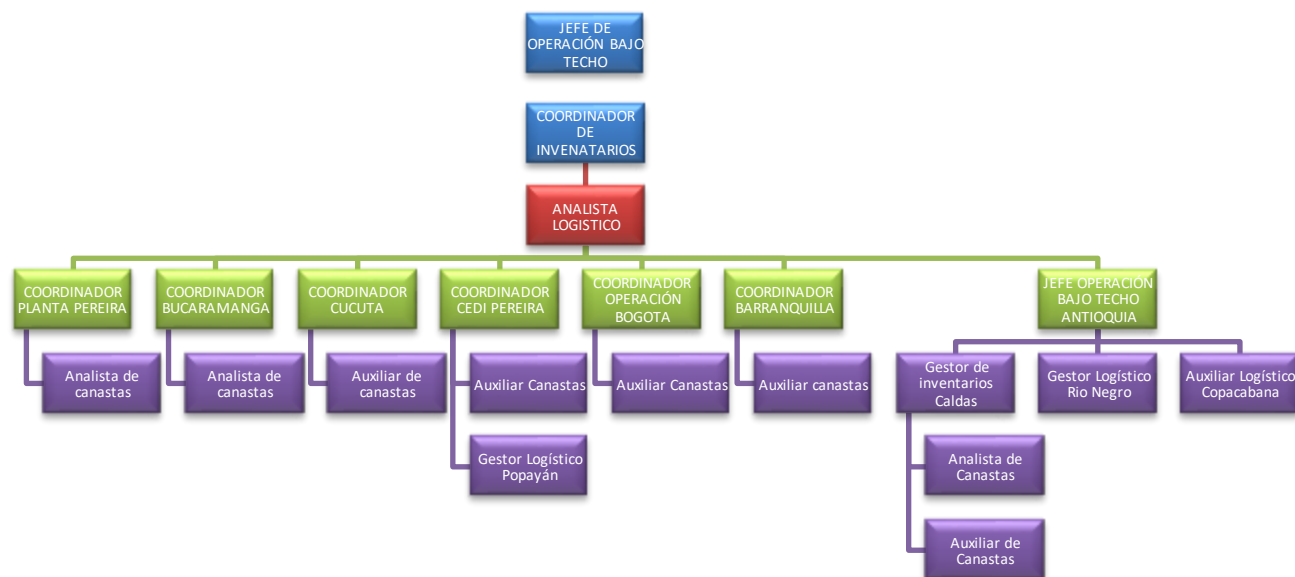 JEFE DE
OPERACIÓN BAJO
TECHO
COORDINADOR
DE
INVENATARIOS
ANALISTA
LOGISTICO
COORDINADOR
PLANTA PEREIRA
COORDINADOR
BUCARAMANGA
COORDINADOR
CUCUTA
COORDINADOR
CEDI PEREIRA
COORDINADOR
OPERACIÓN
BOGOTA
COORDINADOR
BARRANQUILLA
JEFE OPERACIÓN
BAJO TECHO
ANTIOQUIA
Analista de
canastas
Analista de
canastas
Auxiliar de
canastas
Auxiliar Canastas
Auxiliar Canastas
Auxiliar canastas
Gestor de
inventarios
Caldas
Gestor Logístico
Rio Negro
Auxiliar Logístico
Copacabana
Gestor Logístico
Popayán
Analista de
Canastas
Auxiliar de
Canastas